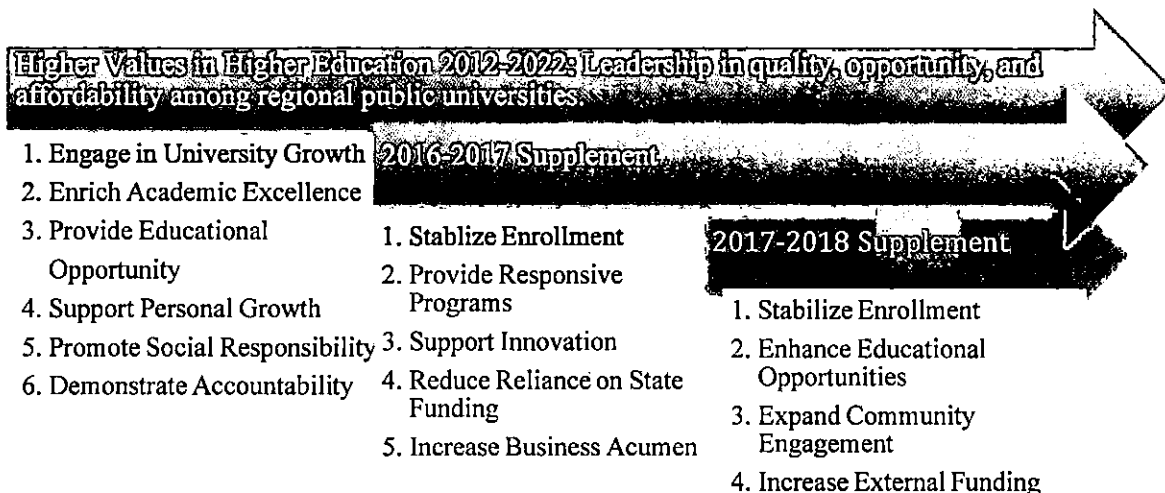 Higher Values in Higher Education 2012-2022: Leadership in quality, opportunity, and
affordability among regional public universities.
1. Engage in University Growth
2. Enrich Academic Excellence
3. Provide Educational
Opportunity
4. Support Personal Growth
5. Promote Social Responsibility
6. Demonstrate Accountability
2016-2017 Supplement
1. Stablize Enrollment
2. Provide Responsive
Programs
3. Support Innovation
4. Reduce Reliance on State
Funding
5. Increase Business Acumen
2017-2018 Supplement
1. Stabilize Enrollment
2. Enhance Educational
Opportunities
3. Expand Community
Engagement
4. Increase External Funding